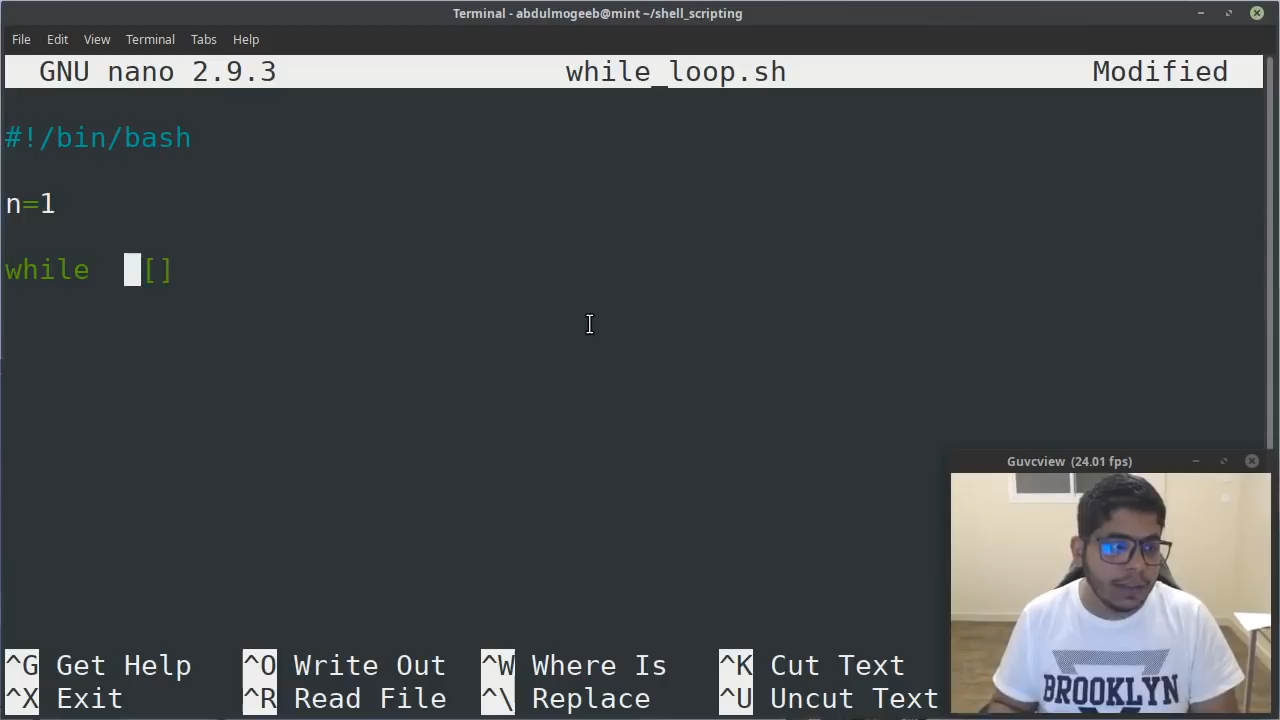 Terminal - abdulmogeeb@mint ~/shell_scripting
File Edit View Terminal Tabs Help
GNU nano 2.9.3 while_loop.sh Modified
#!/bin/bash
n=1
while []
Guvcview (24.01 fps)
BROOKLYN
^G Get Help ^O Write Out ^W Where Is ^K Cut Text
^X Exit ^R Read File ^\ Replace ^U Uncut Text